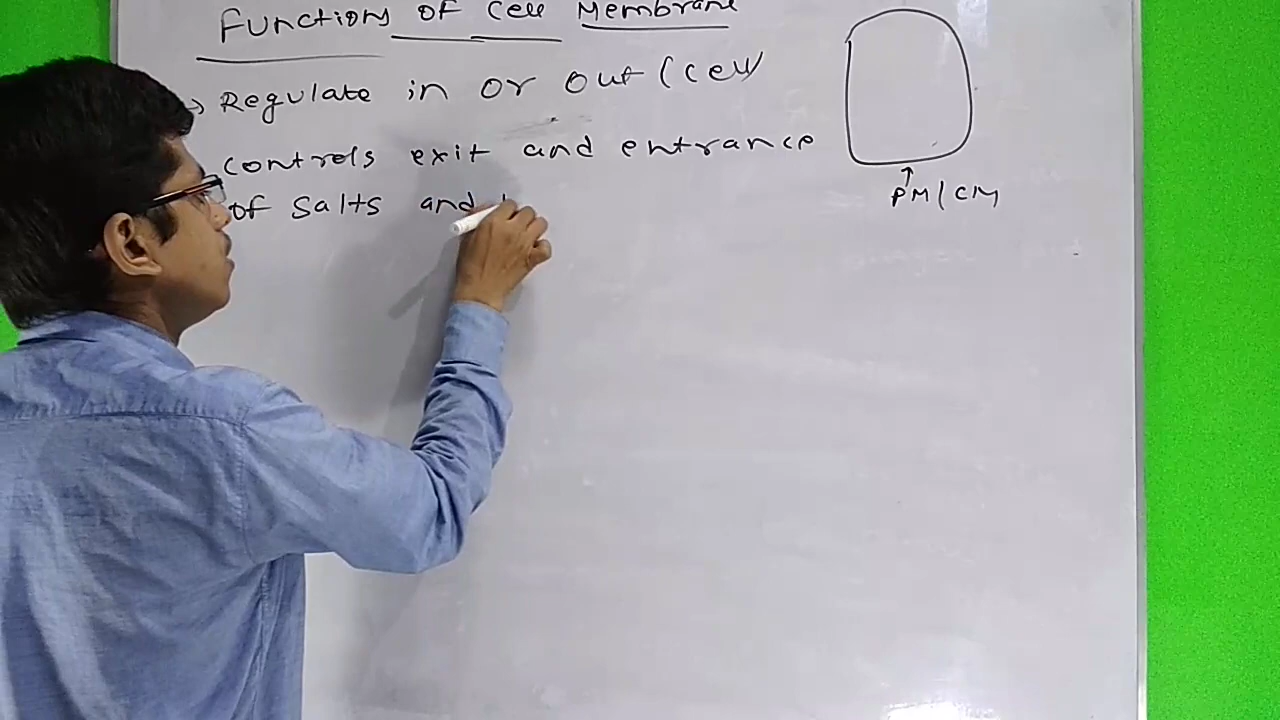 Functions of Cell Membrane
→ Regulate in or out (cell)
controls exit and entrance
of salts and
PM/CM